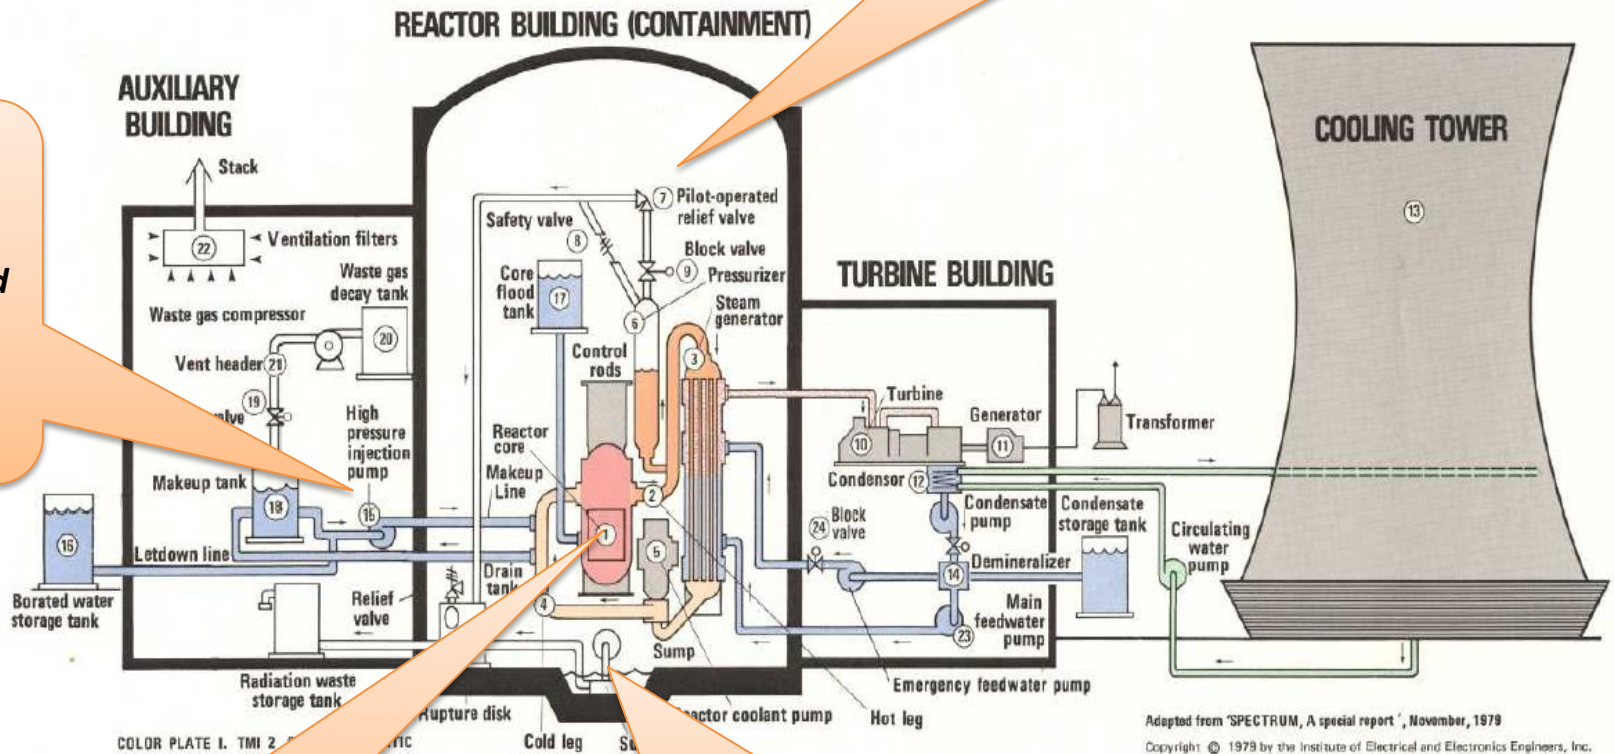 REACTOR BUILDING (CONTAINMENT)
AUXILIARY
BUILDING
Stack
22
Ventilation filters
Waste gas
decay tank
Waste gas compressor
20
Vent header
21
19
High
pressure
injection
pump
Makeup tank
18
15
16
Letdown line
Borated water
storage tank
Relief
valve
Radiation waste
storage tank
d
7
Pilot-operated
relief valve
Safety valve
8
Block valve
9
Pressurizer
Core
flood
tank
17
6
Steam
generator
3
Control
rods
Reactor
core
Makeup
Line
2
1
5
Drain
tank
4
Sump
Rupture disk
Cold leg
Reactor coolant pump
Hot leg
TURBINE BUILDING
Turbine
10
Generator
11
Transformer
Condensor
12
Condensate
pump
Condensate
storage tank
24
Block
valve
14
Demineralizer
Main
feedwater
pump
23
Emergency feedwater pump
Circulating
water
pump
COOLING TOWER
13
COLOR PLATE I. TMI 2
Adapted from 'SPECTRUM, A special report', November, 1979
Copyright © 1979 by the Institute of Electrical and Electronics Engineers, Inc.